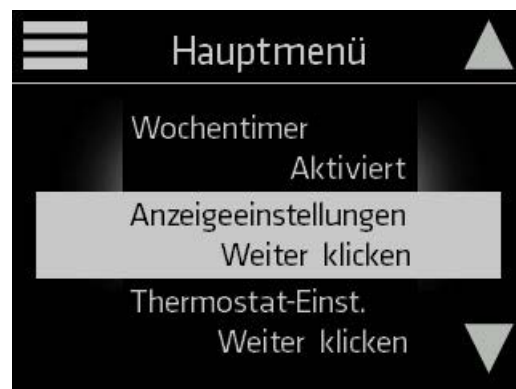 Hauptmenü
Wochentimer
Aktiviert
Anzeigeeinstellungen
Weiter klicken
Thermostat-Einst.
Weiter klicken